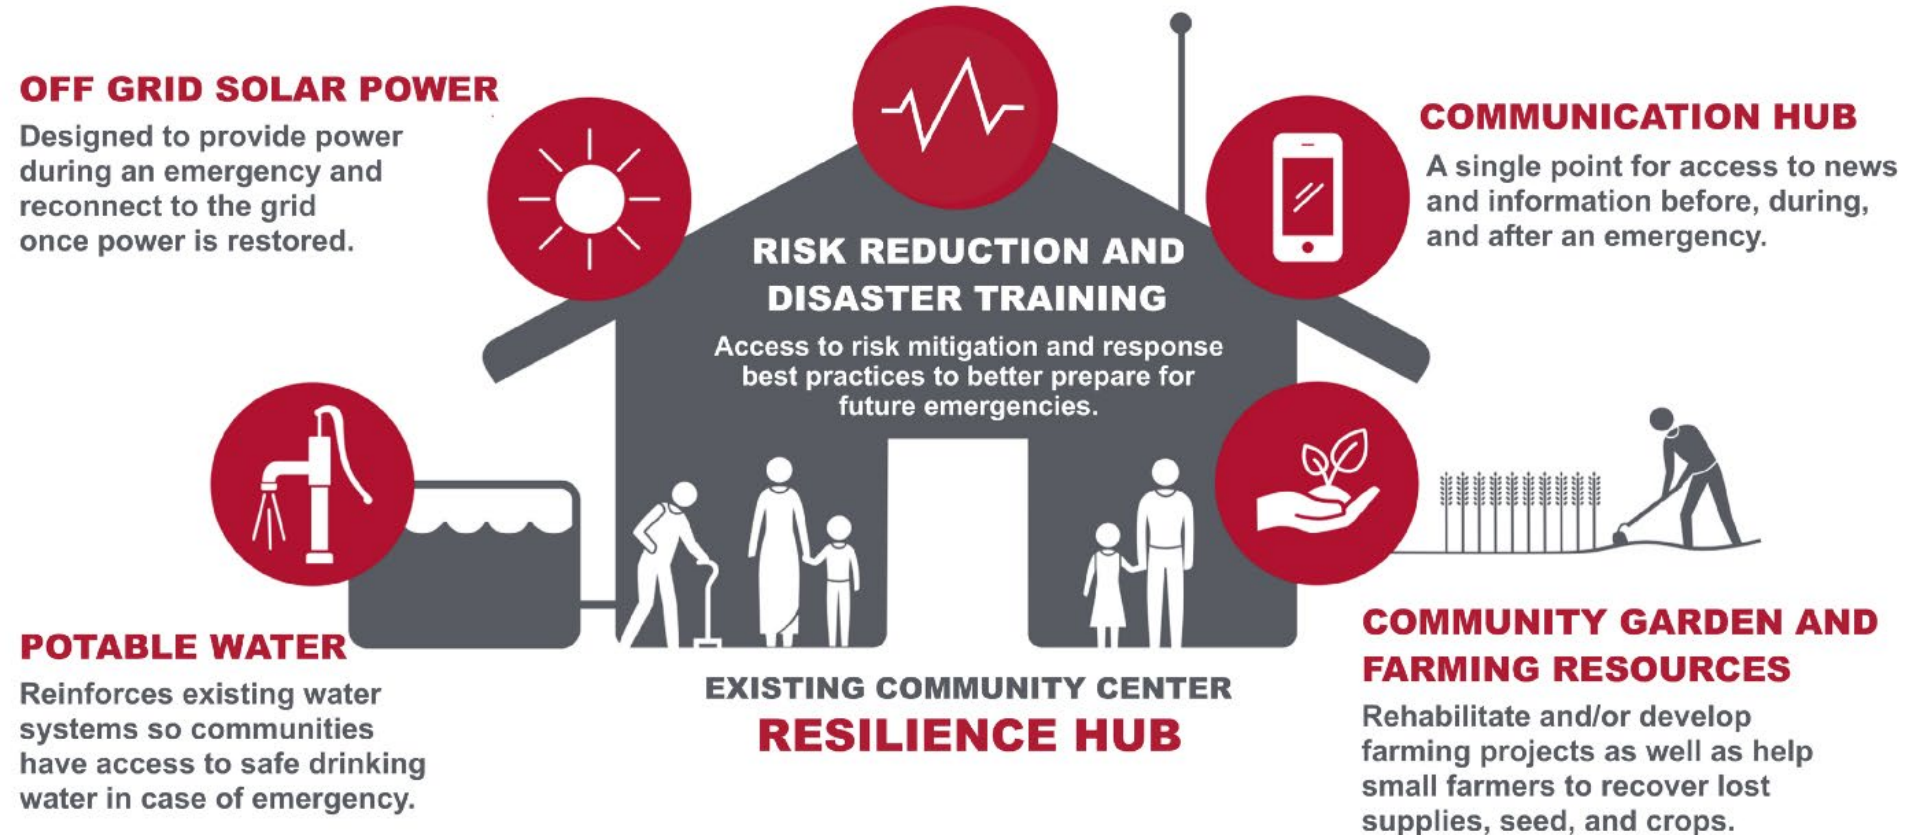 OFF GRID SOLAR POWER
Designed to provide power
during an emergency and
reconnect to the grid
once power is restored.
COMMUNICATION HUB
A single point for access to news
and information before, during,
and after an emergency.
RISK REDUCTION AND
DISASTER TRAINING
Access to risk mitigation and response
best practices to better prepare for
future emergencies.
POTABLE WATER
Reinforces existing water
systems so communities
have access to safe drinking
water in case of emergency.
EXISTING COMMUNITY CENTER
RESILIENCE HUB
COMMUNITY GARDEN AND
FARMING RESOURCES
Rehabilitate and/or develop
farming projects as well as help
small farmers to recover lost
supplies, seed, and crops.